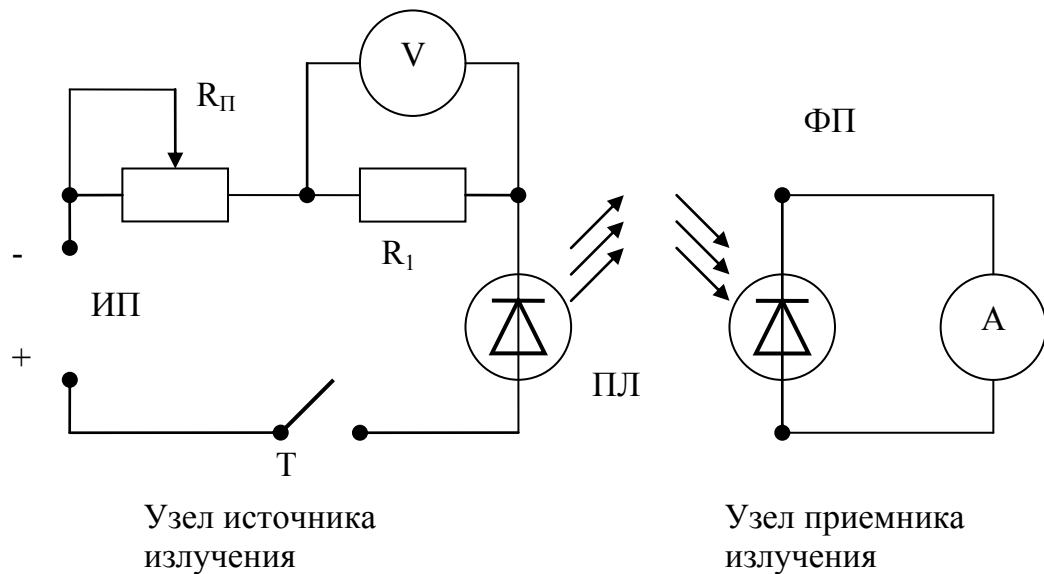 V
R_П
ФП
R_1
-
ИП
A
+
ПЛ
Т
Узел источника
излучения
Узел приемника
излучения